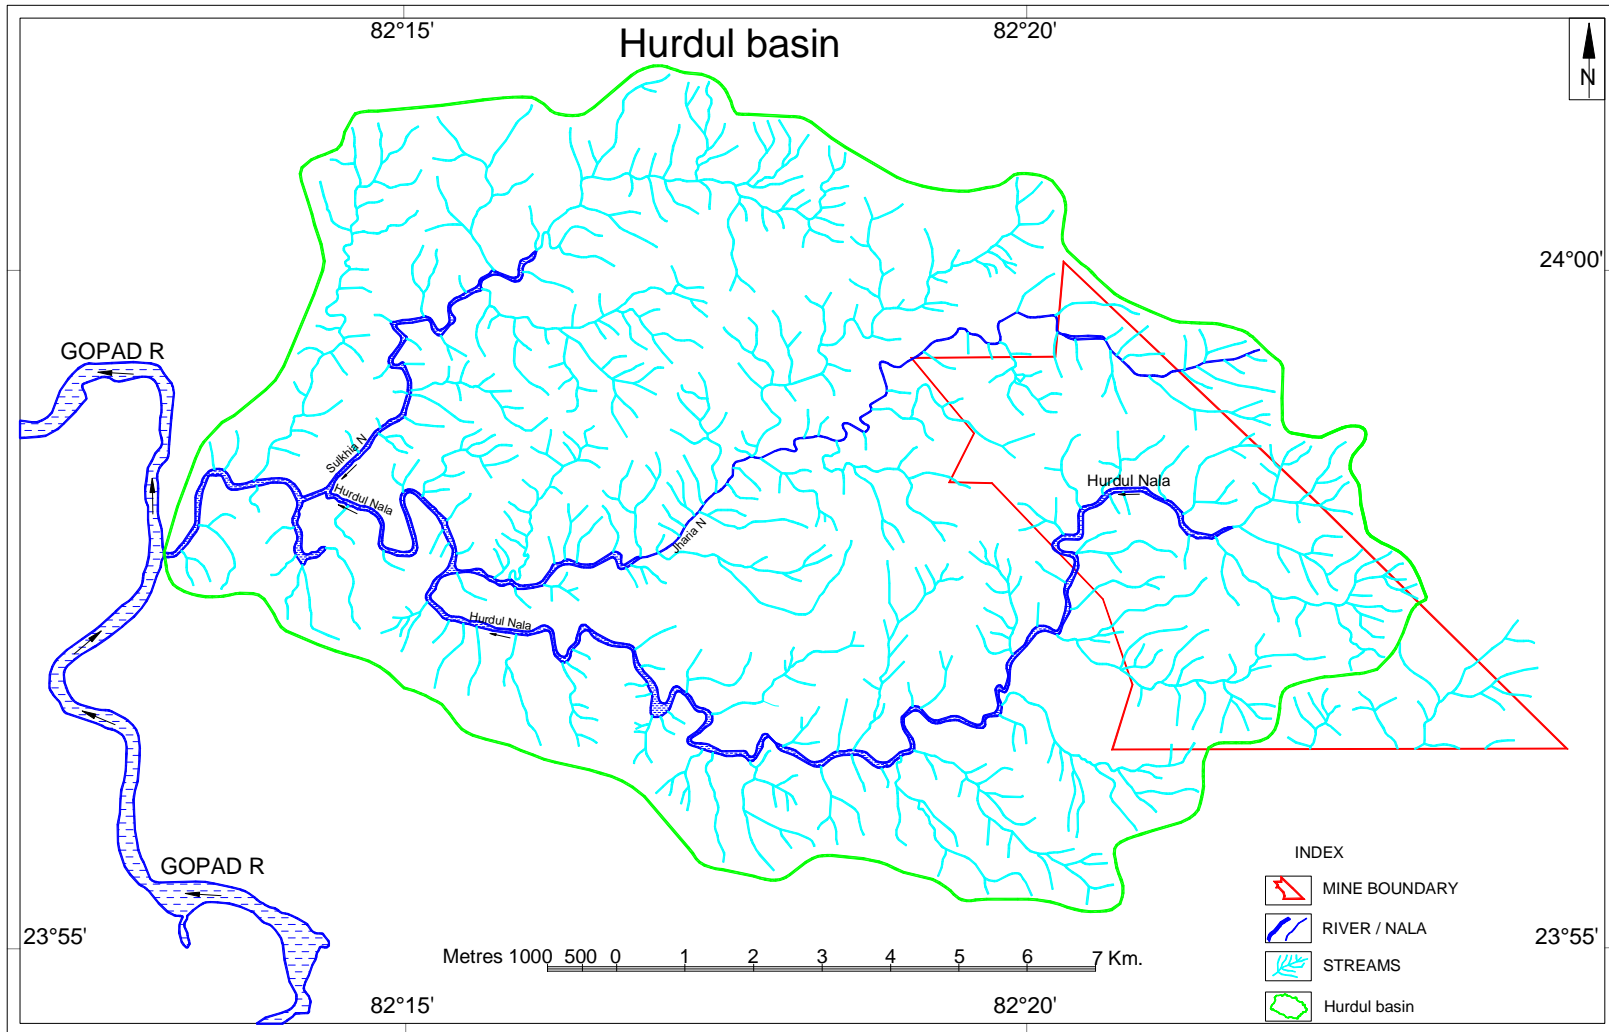 82°15' 82°20'
Hurdul basin
N
24°00'
GOPAD R
Sulkhia N
Hurdul Nala
Hurdul Nala
Jharia N
Hurdul Nala
GOPAD R
INDEX
MINE BOUNDARY
RIVER / NALA
STREAMS
Hurdul basin
23°55' 23°55'
Metres 1000 500 0 1 2 3 4 5 6 7 Km.
82°15' 82°20'